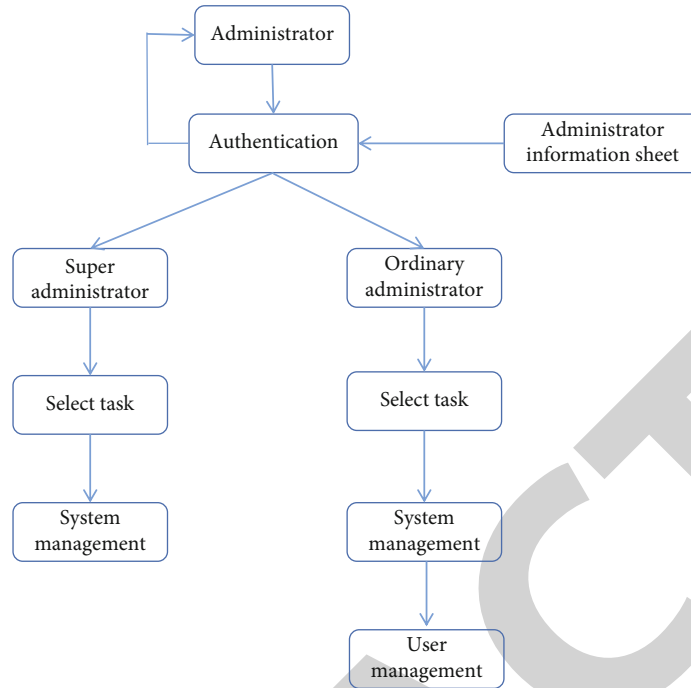 Administrator
Authentication
Administrator
information sheet
Super
administrator
Ordinary
administrator
Select task
Select task
System
management
System
management
User
management